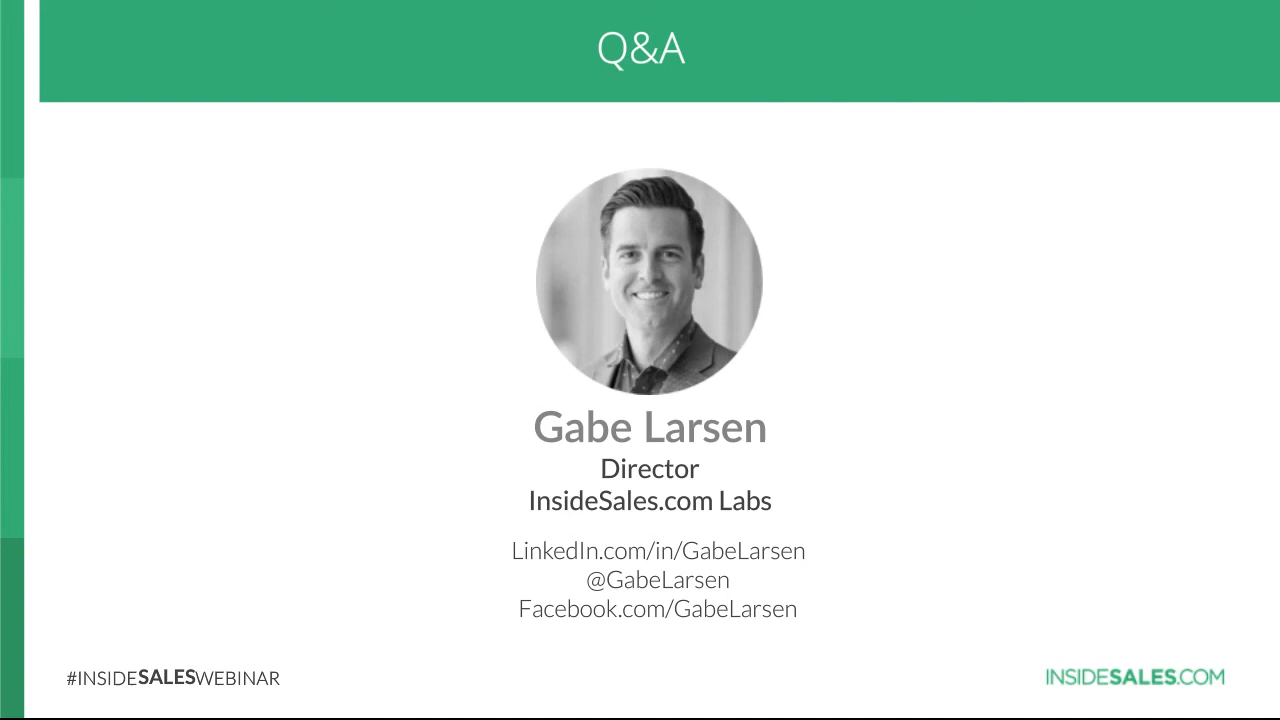 Q&A
Gabe Larsen
Director
InsideSales.com Labs
LinkedIn.com/in/GabeLarsen
@GabeLarsen
Facebook.com/GabeLarsen
#INSIDESALESWEBINAR
INSIDESALES.COM